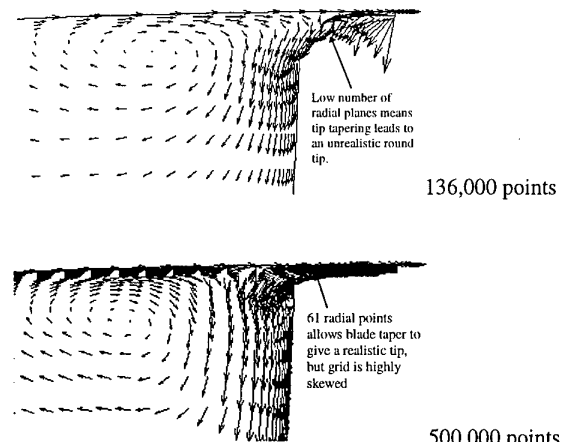 Low number of
radial planes means
tip tapering leads to
an unrealistic round
tip.
136,000 points
61 radial points
allows blade taper to
give a realistic tip,
but grid is highly
skewed
500,000 points